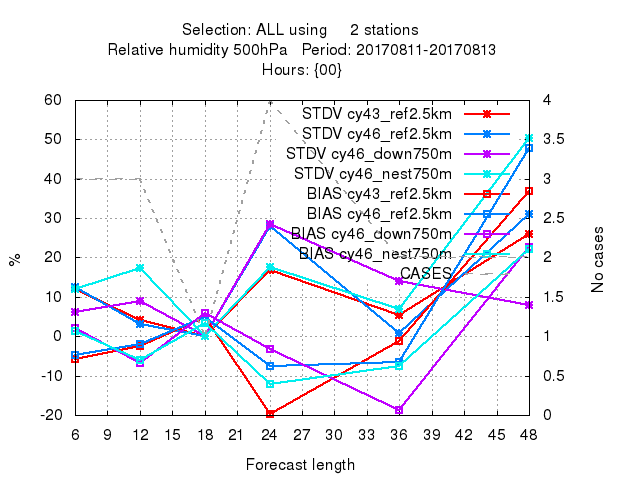 Selection: ALL using 2 stations
Relative humidity 500hPa Period: 20170811-20170813
Hours: {00}
60 4
STDV cy43_ref2.5km
STDV cy46_ref2.5km
50 3.5
STDV cy46_down750m
STDV cy46_nest750m
40 3
BIAS cy43_ref2.5km
BIAS cy46_ref2.5km
30 2.5
BIAS cy46_down750m
BIAS cy46_nest750m
20 2
CASES
%
No cases
10 1.5
0 1
-10 0.5
-20 0
6 9 12 15 18 21 24 27 30 33 36 39 42 45 48
Forecast length